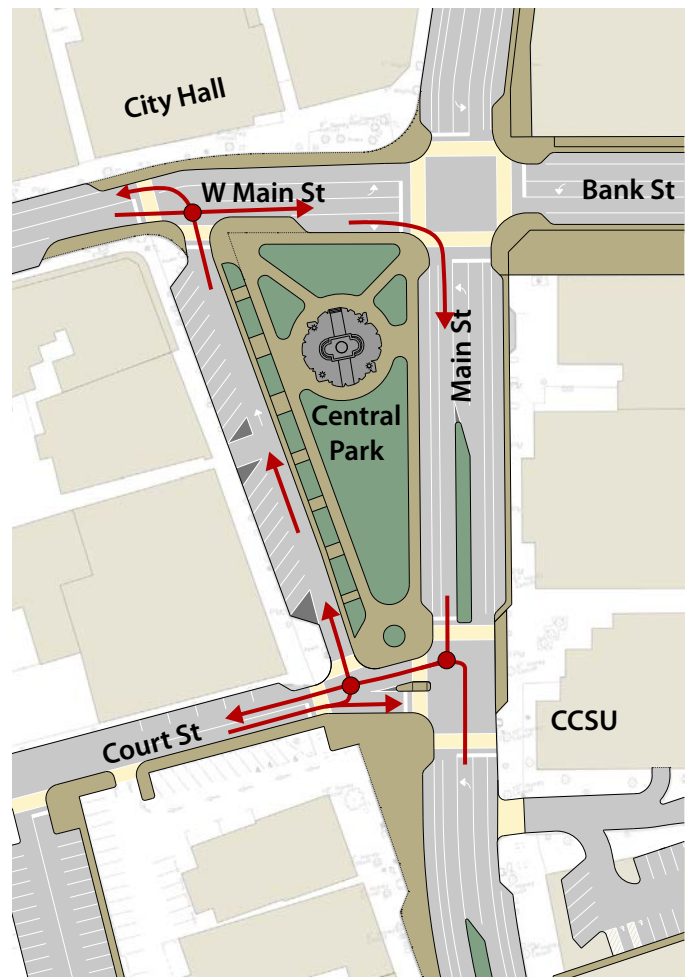 City Hall
W Main St
Bank St
Main St
Central
Park
CCSU
Court St